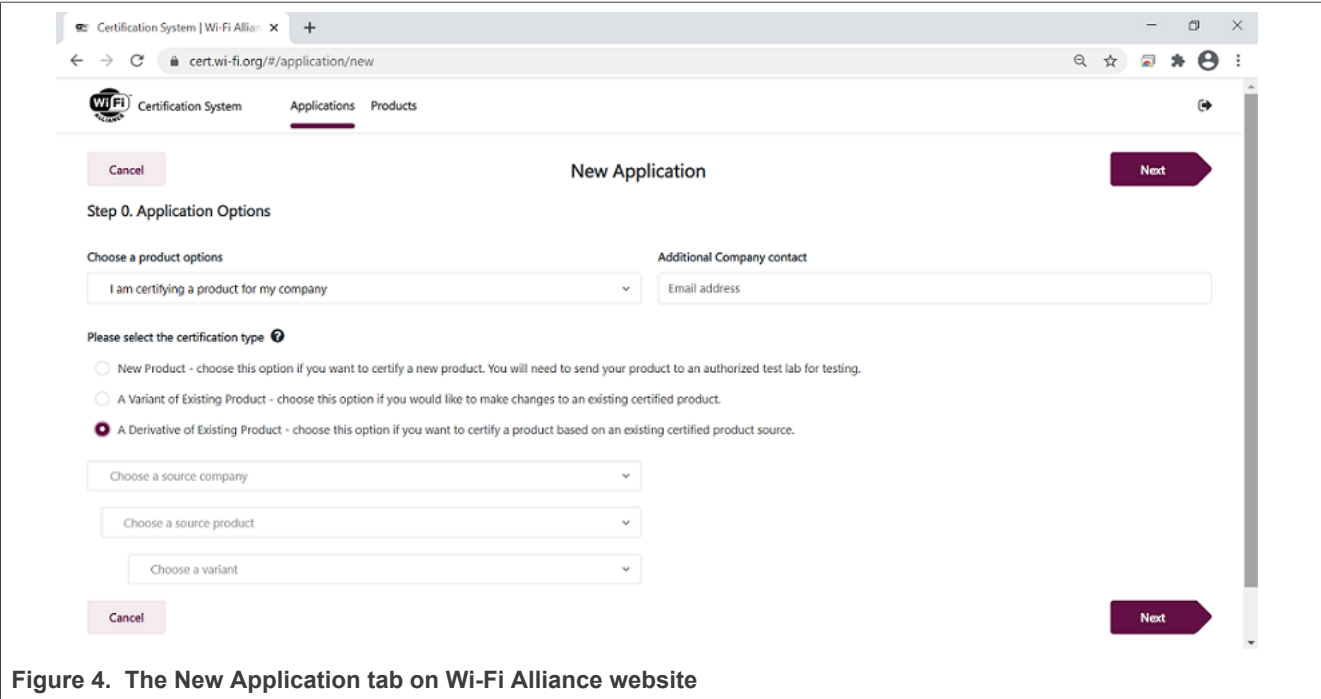 Certification System | Wi-Fi Allian
cert.wi-fi.org/#/application/new
Wi Fi Certification System Applications Products
ALLIANCE
Cancel New Application Next
Step 0. Application Options
Choose a product options Additional Company contact
I am certifying a product for my company Email address
Please select the certification type ?
New Product - choose this option if you want to certify a new product. You will need to send your product to an authorized test lab for testing.
A Variant of Existing Product - choose this option if you would like to make changes to an existing certified product.
A Derivative of Existing Product - choose this option if you want to certify a product based on an existing certified product source.
Choose a source company
Choose a source product
Choose a variant
Cancel Next
Figure 4. The New Application tab on Wi-Fi Alliance website